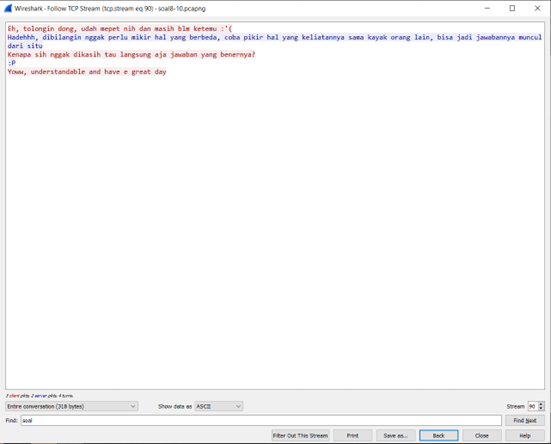 Wireshark - Follow TCP Stream (tcp.stream eq 90) - soal8-10.pcapng
Eh, tolongin dong, udah mepet nih dan masih blm ketemu :'(
Hadehhh, dibilangin nggak perlu mikir hal yang berbeda, coba pikir hal yang keliatannya sama kayak orang lain, bisa jadi jawabannya muncul
dari situ
Kenapa sih nggak dikasih tau langsung aja jawaban yang benernya?
:P
Yoww, understandable and have e great day
3 client pkts, 2 server pkts, 4 turns.
Entire conversation (318 bytes) Show data as ASCII Stream 90
Find: soal Find Next
Filter Out This Stream Print Save as... Back Close Help